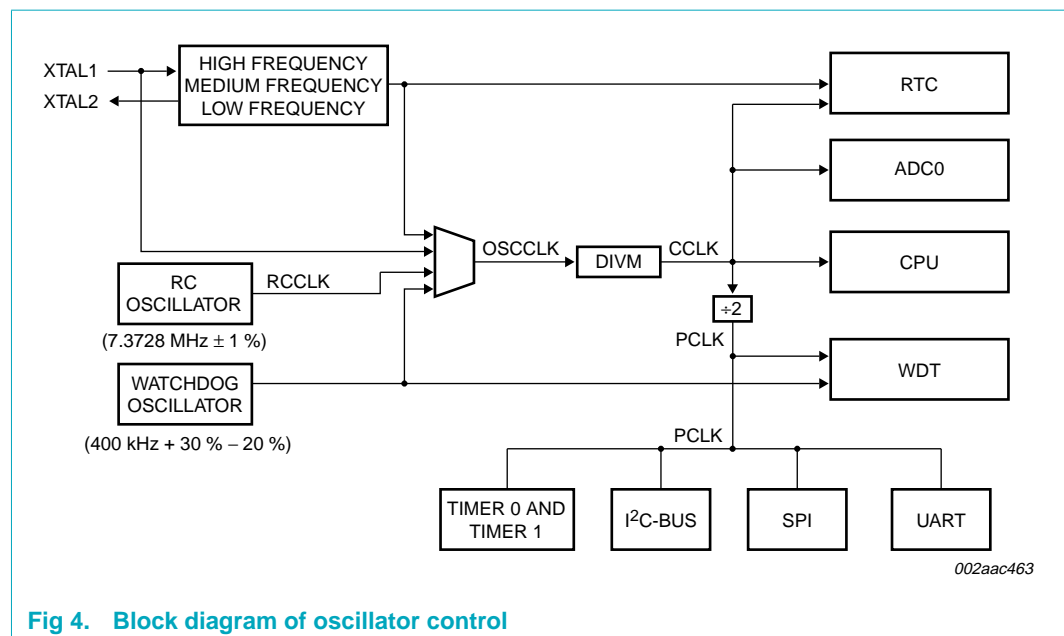 XTAL1
XTAL2
HIGH FREQUENCY
MEDIUM FREQUENCY
LOW FREQUENCY
RTC
ADC0
OSCCLK
DIVM
CCLK
CPU
RC
OSCILLATOR
RCCLK
(7.3728 MHz ± 1 %)
÷2
PCLK
WDT
WATCHDOG
OSCILLATOR
(400 kHz + 30 % − 20 %)
PCLK
TIMER 0 AND
TIMER 1
I²C-BUS
SPI
UART
002aac463
Fig 4. Block diagram of oscillator control